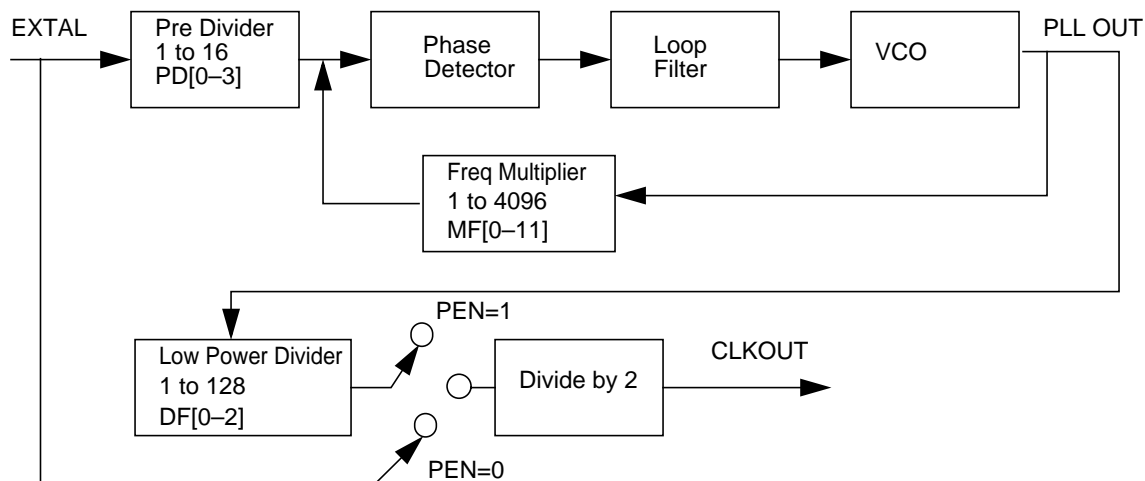 EXTAL
Pre Divider
1 to 16
PD[0–3]
Phase
Detector
Loop
Filter
VCO
PLL OUT
Freq Multiplier
1 to 4096
MF[0–11]
PEN=1
Low Power Divider
1 to 128
DF[0–2]
Divide by 2
CLKOUT
PEN=0